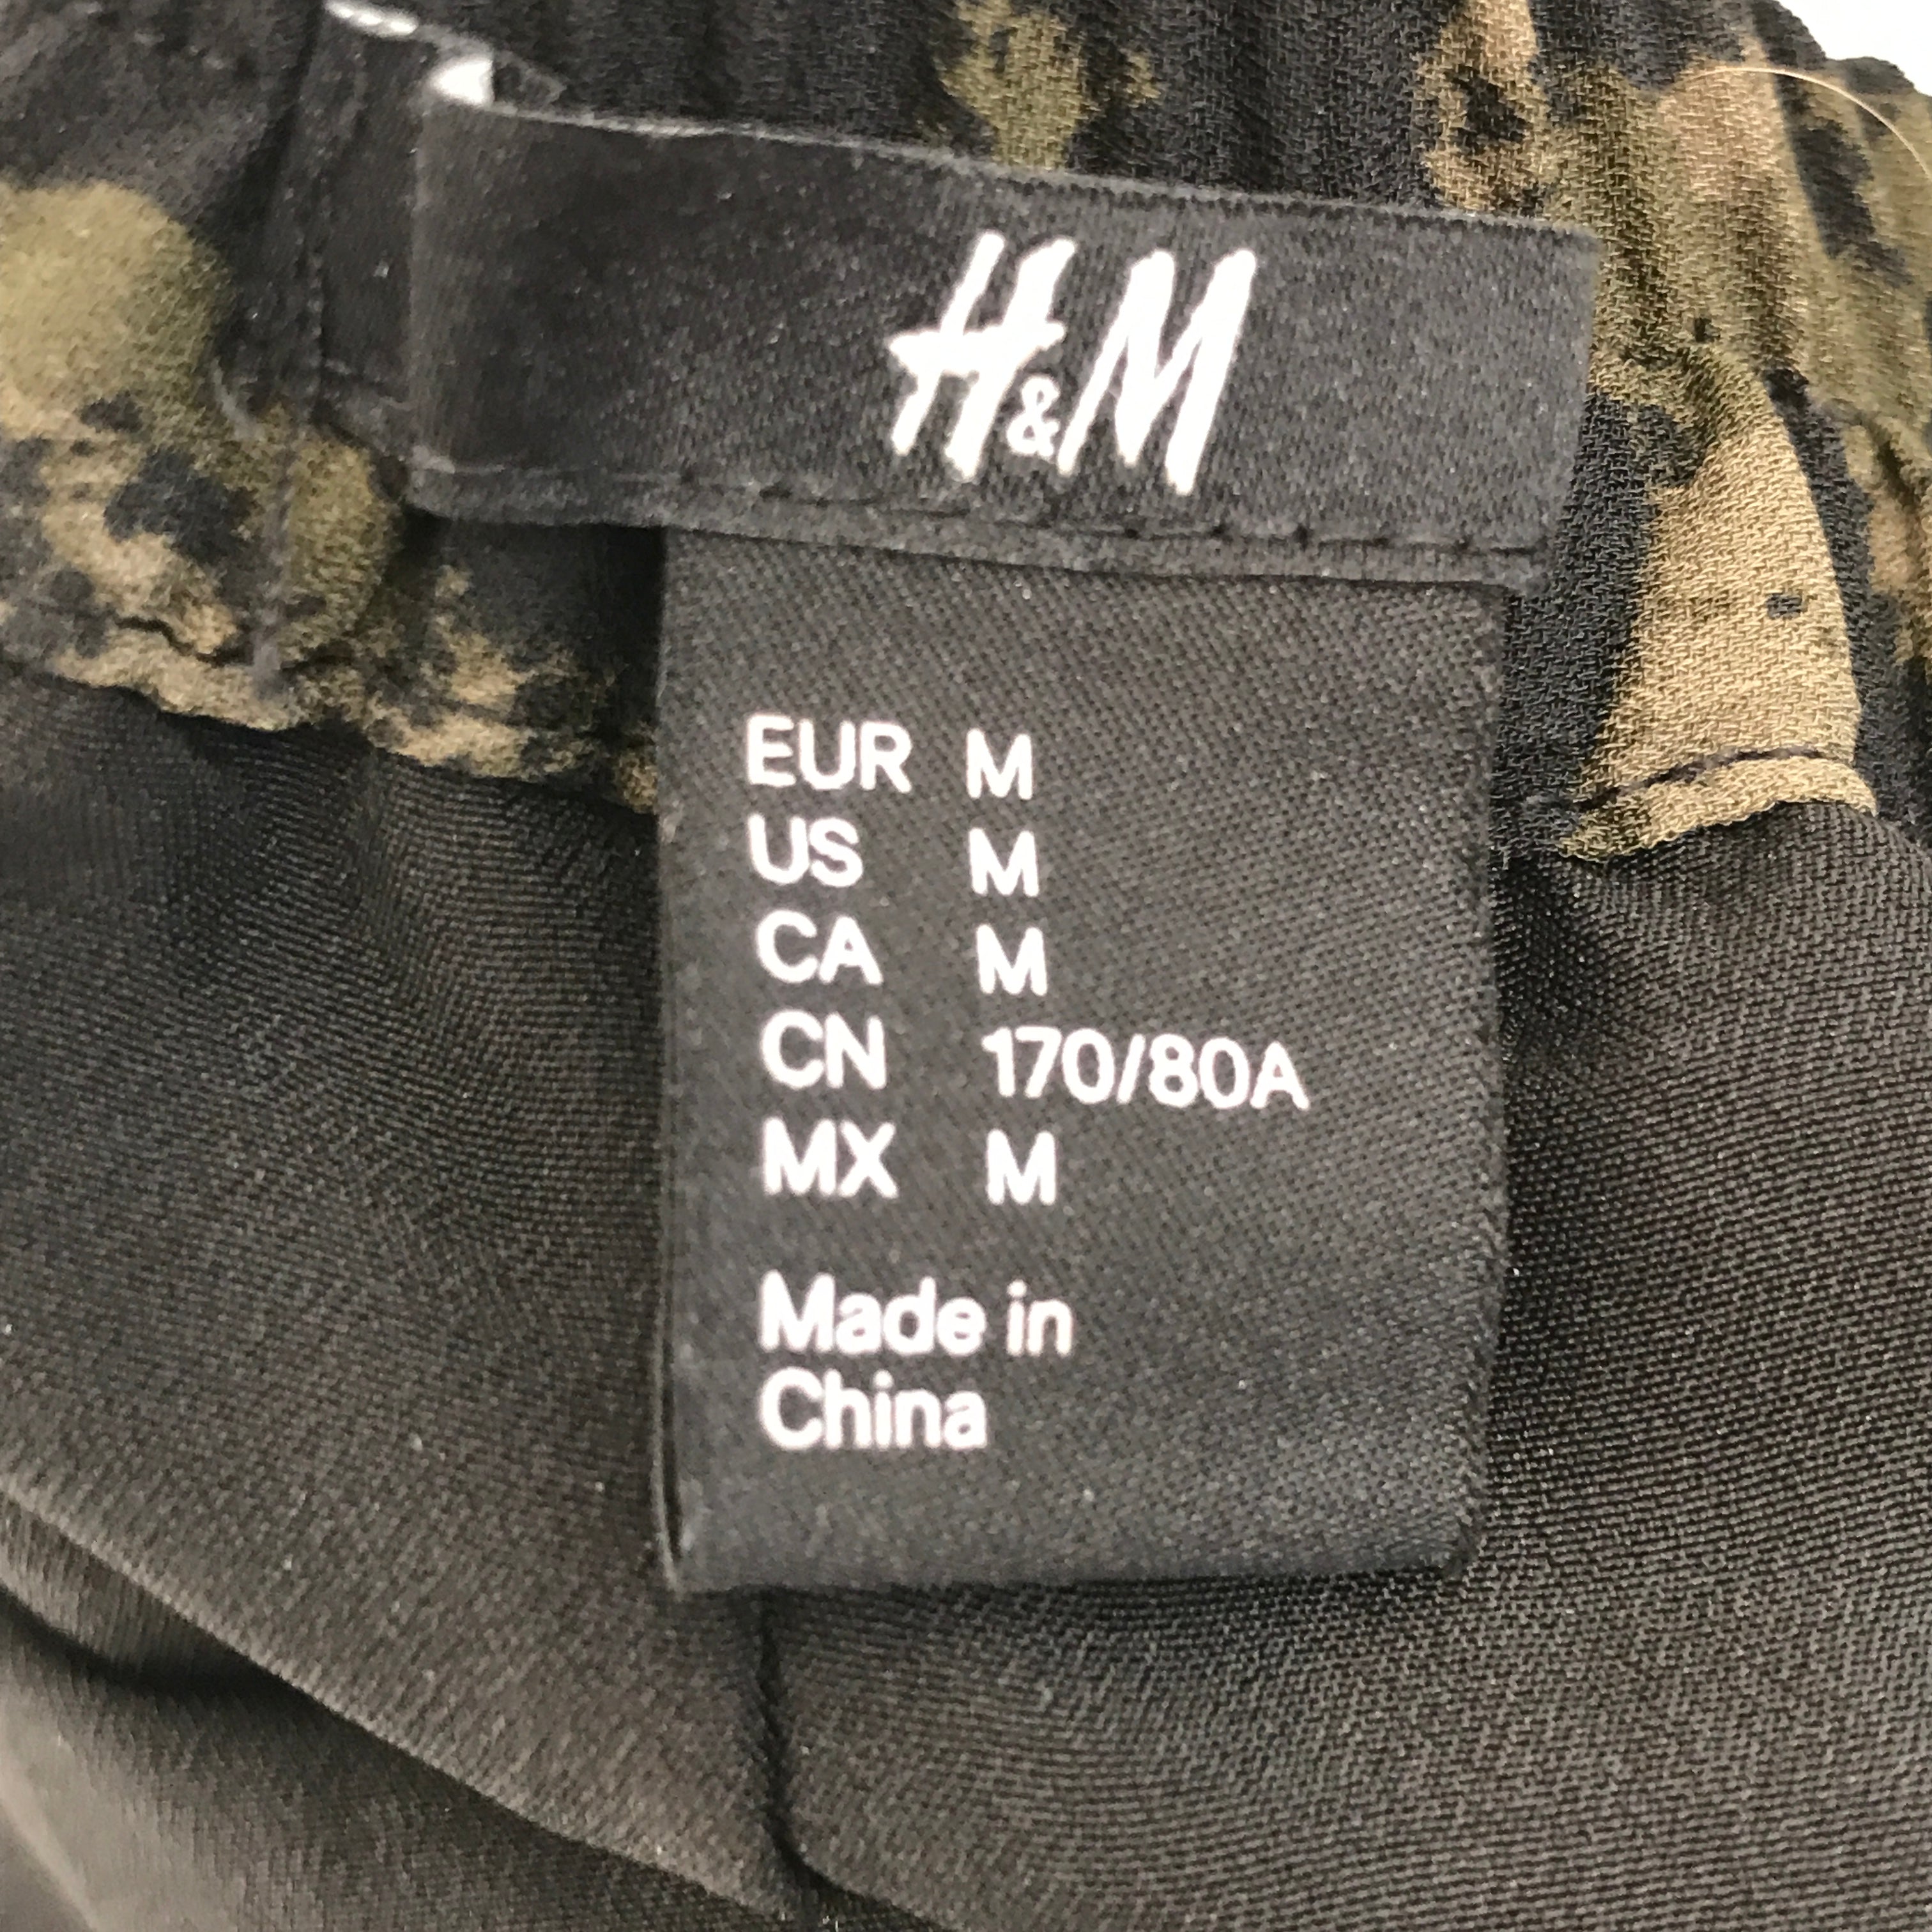 H&M
EUR M
US M
CA M
CN 170/80A
MX M
Made in
China